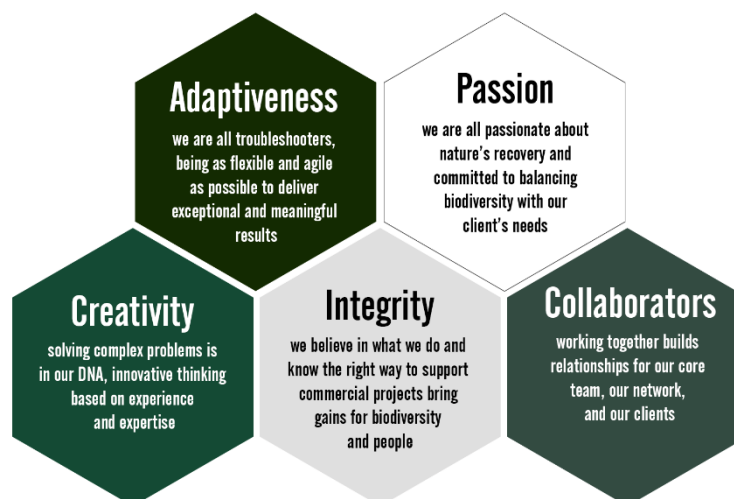 Adaptiveness
we are all troubleshooters,
being as flexible and agile
as possible to deliver
exceptional and meaningful
results
Passion
we are all passionate about
nature's recovery and
committed to balancing
biodiversity with our
client's needs
Creativity
solving complex problems is
in our DNA, innovative thinking
based on experience
and expertise
Integrity
we believe in what we do and
know the right way to support
commercial projects bring
gains for biodiversity
and people
Collaborators
working together builds
relationships for our core
team, our network,
and our clients